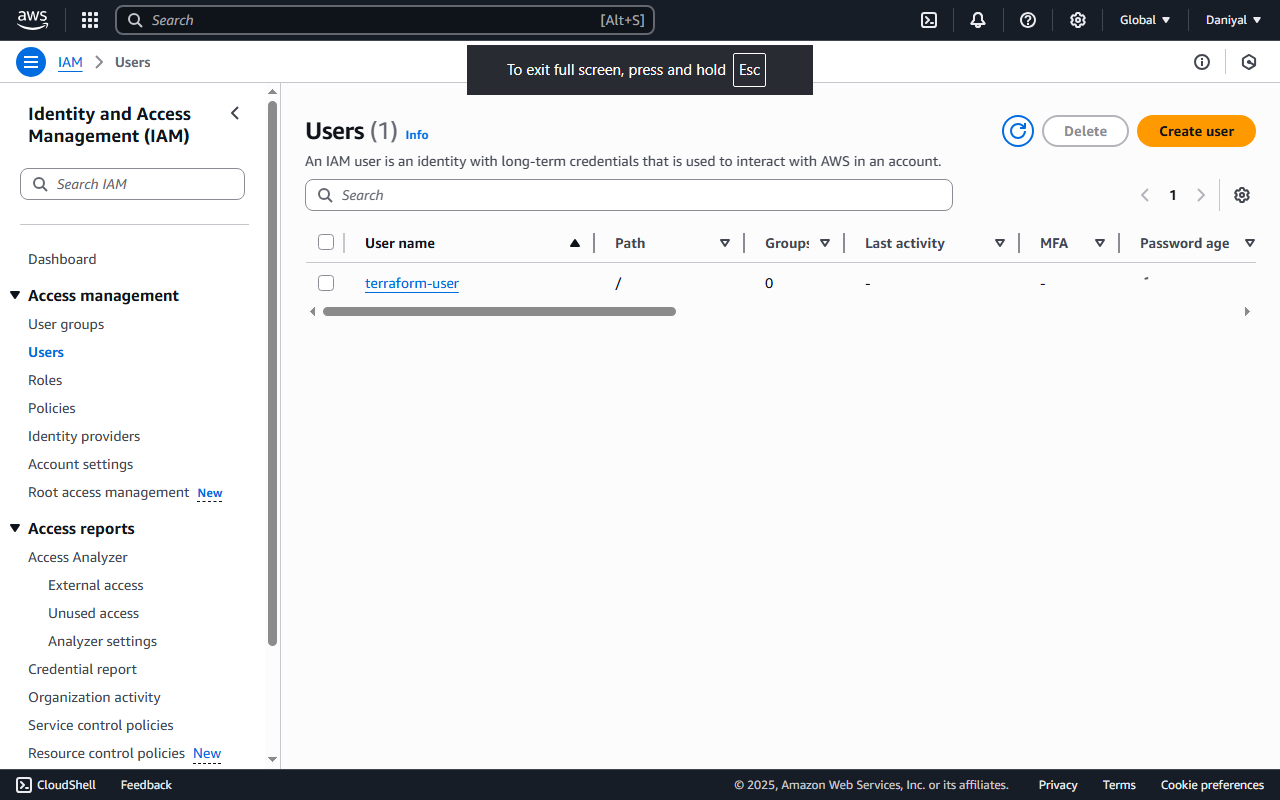 aws
Search [Alt+S]
Global Daniyal
IAM Users
To exit full screen, press and hold Esc
Identity and Access
Management (IAM)
Search IAM
Dashboard
Access management
User groups
Users
Roles
Policies
Identity providers
Account settings
Root access management New
Access reports
Access Analyzer
External access
Unused access
Analyzer settings
Credential report
Organization activity
Service control policies
Resource control policies New
Users (1) Info
Delete
Create user
An IAM user is an identity with long-term credentials that is used to interact with AWS in an account.
Search
1
User name Path Groups Last activity MFA Password age
terraform-user / 0 - - -
CloudShell Feedback © 2025, Amazon Web Services, Inc. or its affiliates. Privacy Terms Cookie preferences